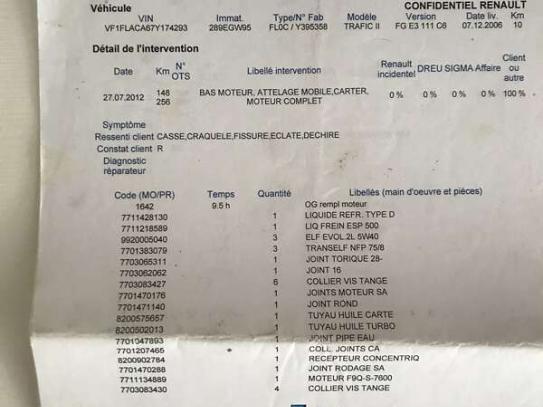 Véhicule
CONFIDENTIEL RENAULT
VIN Immat. Type/N° Fab Modèle Version Date liv. Km
VF1FLACA67Y174293 289EGW95 FL0C / Y395358 TRAFIC II FG E3 111 C6 07.12.2006 10
Détail de l'intervention
Date Km N° OTS Libellé intervention Renault incidentel DREU SIGMA Affaire Client ou autre
27.07.2012 148 256 BAS MOTEUR, ATTELAGE MOBILE,CARTER, MOTEUR COMPLET 0 % 0 % 0 % 0 % 100 %
Symptôme
Ressenti client CASSE,CRAQUELE,FISSURE,ECLATE,DECHIRE
Constat client R
Diagnostic
réparateur
Code (MO/PR) Temps Quantité Libellés (main d'oeuvre et pièces)
1642 9.5 h OG rempl moteur
7711428130 1 LIQUIDE REFR. TYPE D
7711218589 1 LIQ FREIN ESP 500
9920005040 3 ELF EVOL.2L 5W40
7701383079 3 TRANSELF NFP 75/8
7703065311 1 JOINT TORIQUE 28-
7703062062 1 JOINT 16
7703083427 6 COLLIER VIS TANGE
7701470176 1 JOINTS MOTEUR SA
7701471140 1 JOINT ROND
8200575657 1 TUYAU HUILE CARTE
8200502013 1 TUYAU HUILE TURBO
7701047893 1 JOINT PIPE EAU
7701207465 1 COLL. JOINTS CA
8200902784 1 RECEPTEUR CONCENTRIQ
7701470288 1 JOINT RODAGE SA
7711134889 1 MOTEUR F9Q-S-7600
7703083430 4 COLLIER VIS TANGE